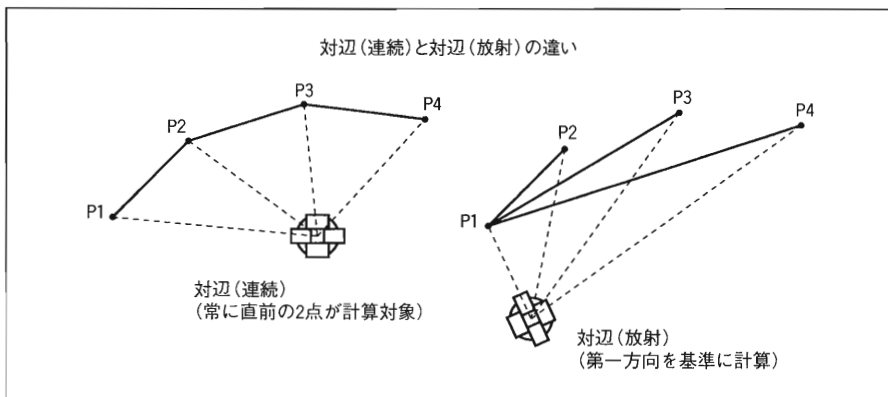 対辺(連続)と対辺(放射)の違い
P1
P2
P3
P4
対辺(連続)
(常に直前の2点が計算対象)
P1
P2
P3
P4
対辺(放射)
(第一方向を基準に計算)